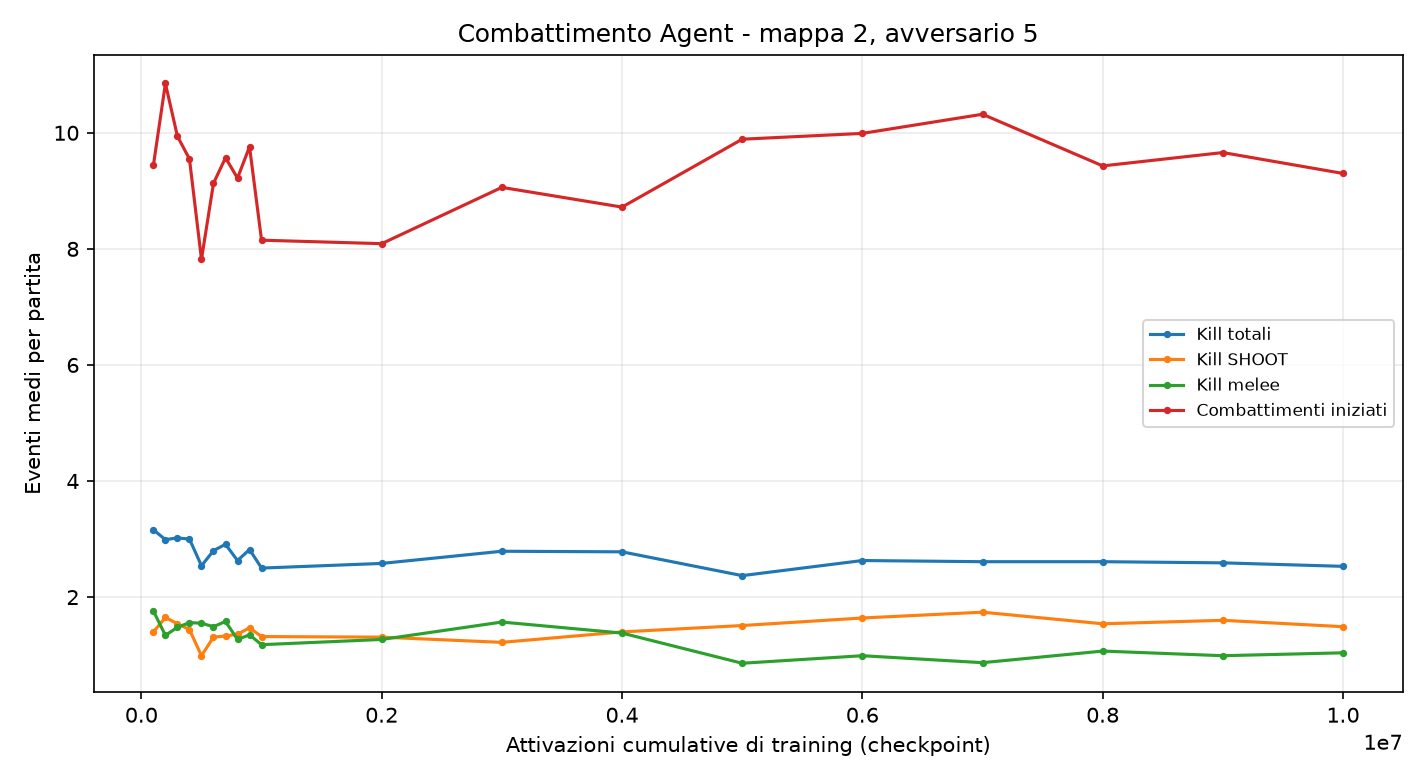 Combattimento Agent - mappa 2, avversario 5
Eventi medi per partita
10
8
6
4
2
Kill totali
Kill SHOOT
Kill melee
Combattimenti iniziati
0.0 0.2 0.4 0.6 0.8 1.0
1e7
Attivazioni cumulative di training (checkpoint)